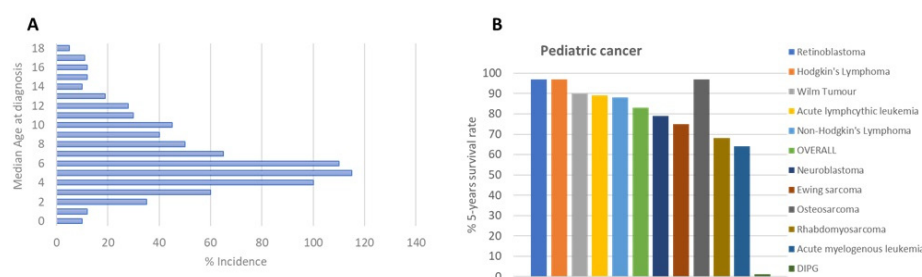 A
18
16
14
12
10
8
6
4
2
0
Median Age at diagnosis
0 20 40 60 80 100 120 140
% Incidence
B
Pediatric cancer
100
90
80
70
60
50
40
30
20
10
0
% 5-years survival rate
Retinoblastoma
Hodgkin's Lymphoma
Wilm Tumour
Acute lymphcythic leukemia
Non-Hodgkin's Lymphoma
OVERALL
Neuroblastoma
Ewing sarcoma
Osteosarcoma
Rhabdomyosarcoma
Acute myelogenous leukemia
DIPG